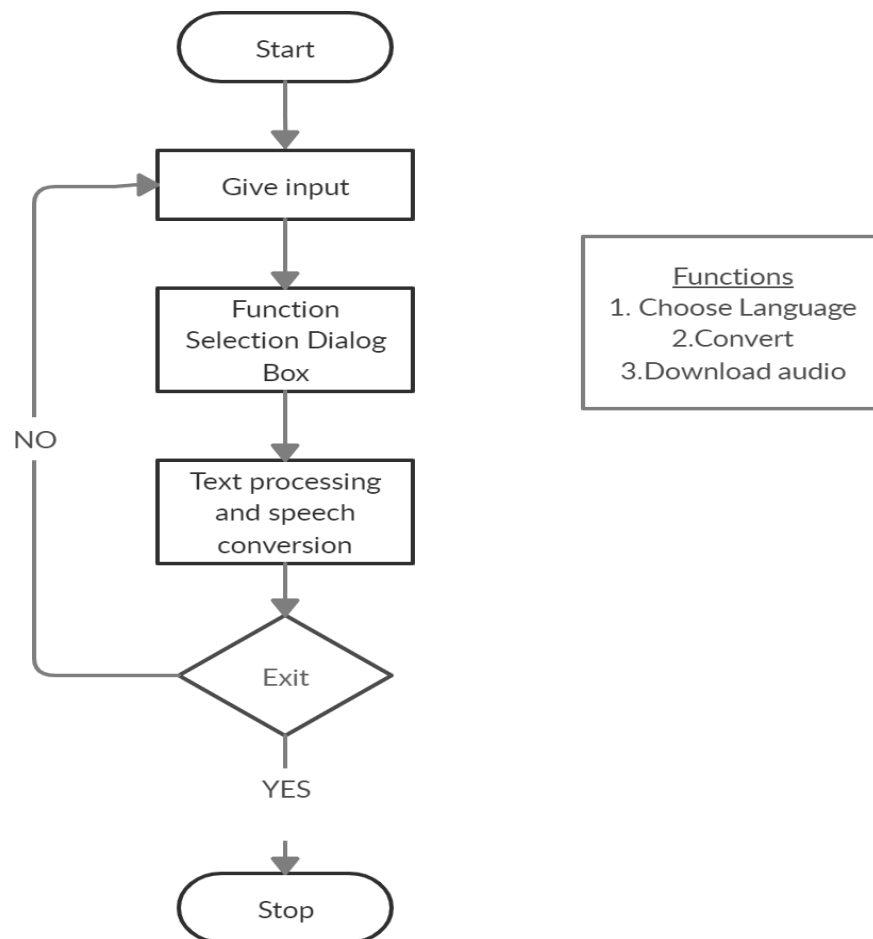 Start
Give input
Function
Selection Dialog
Box
Functions
1. Choose Language
2.Convert
3.Download audio
NO
Text processing
and speech
conversion
Exit
YES
Stop